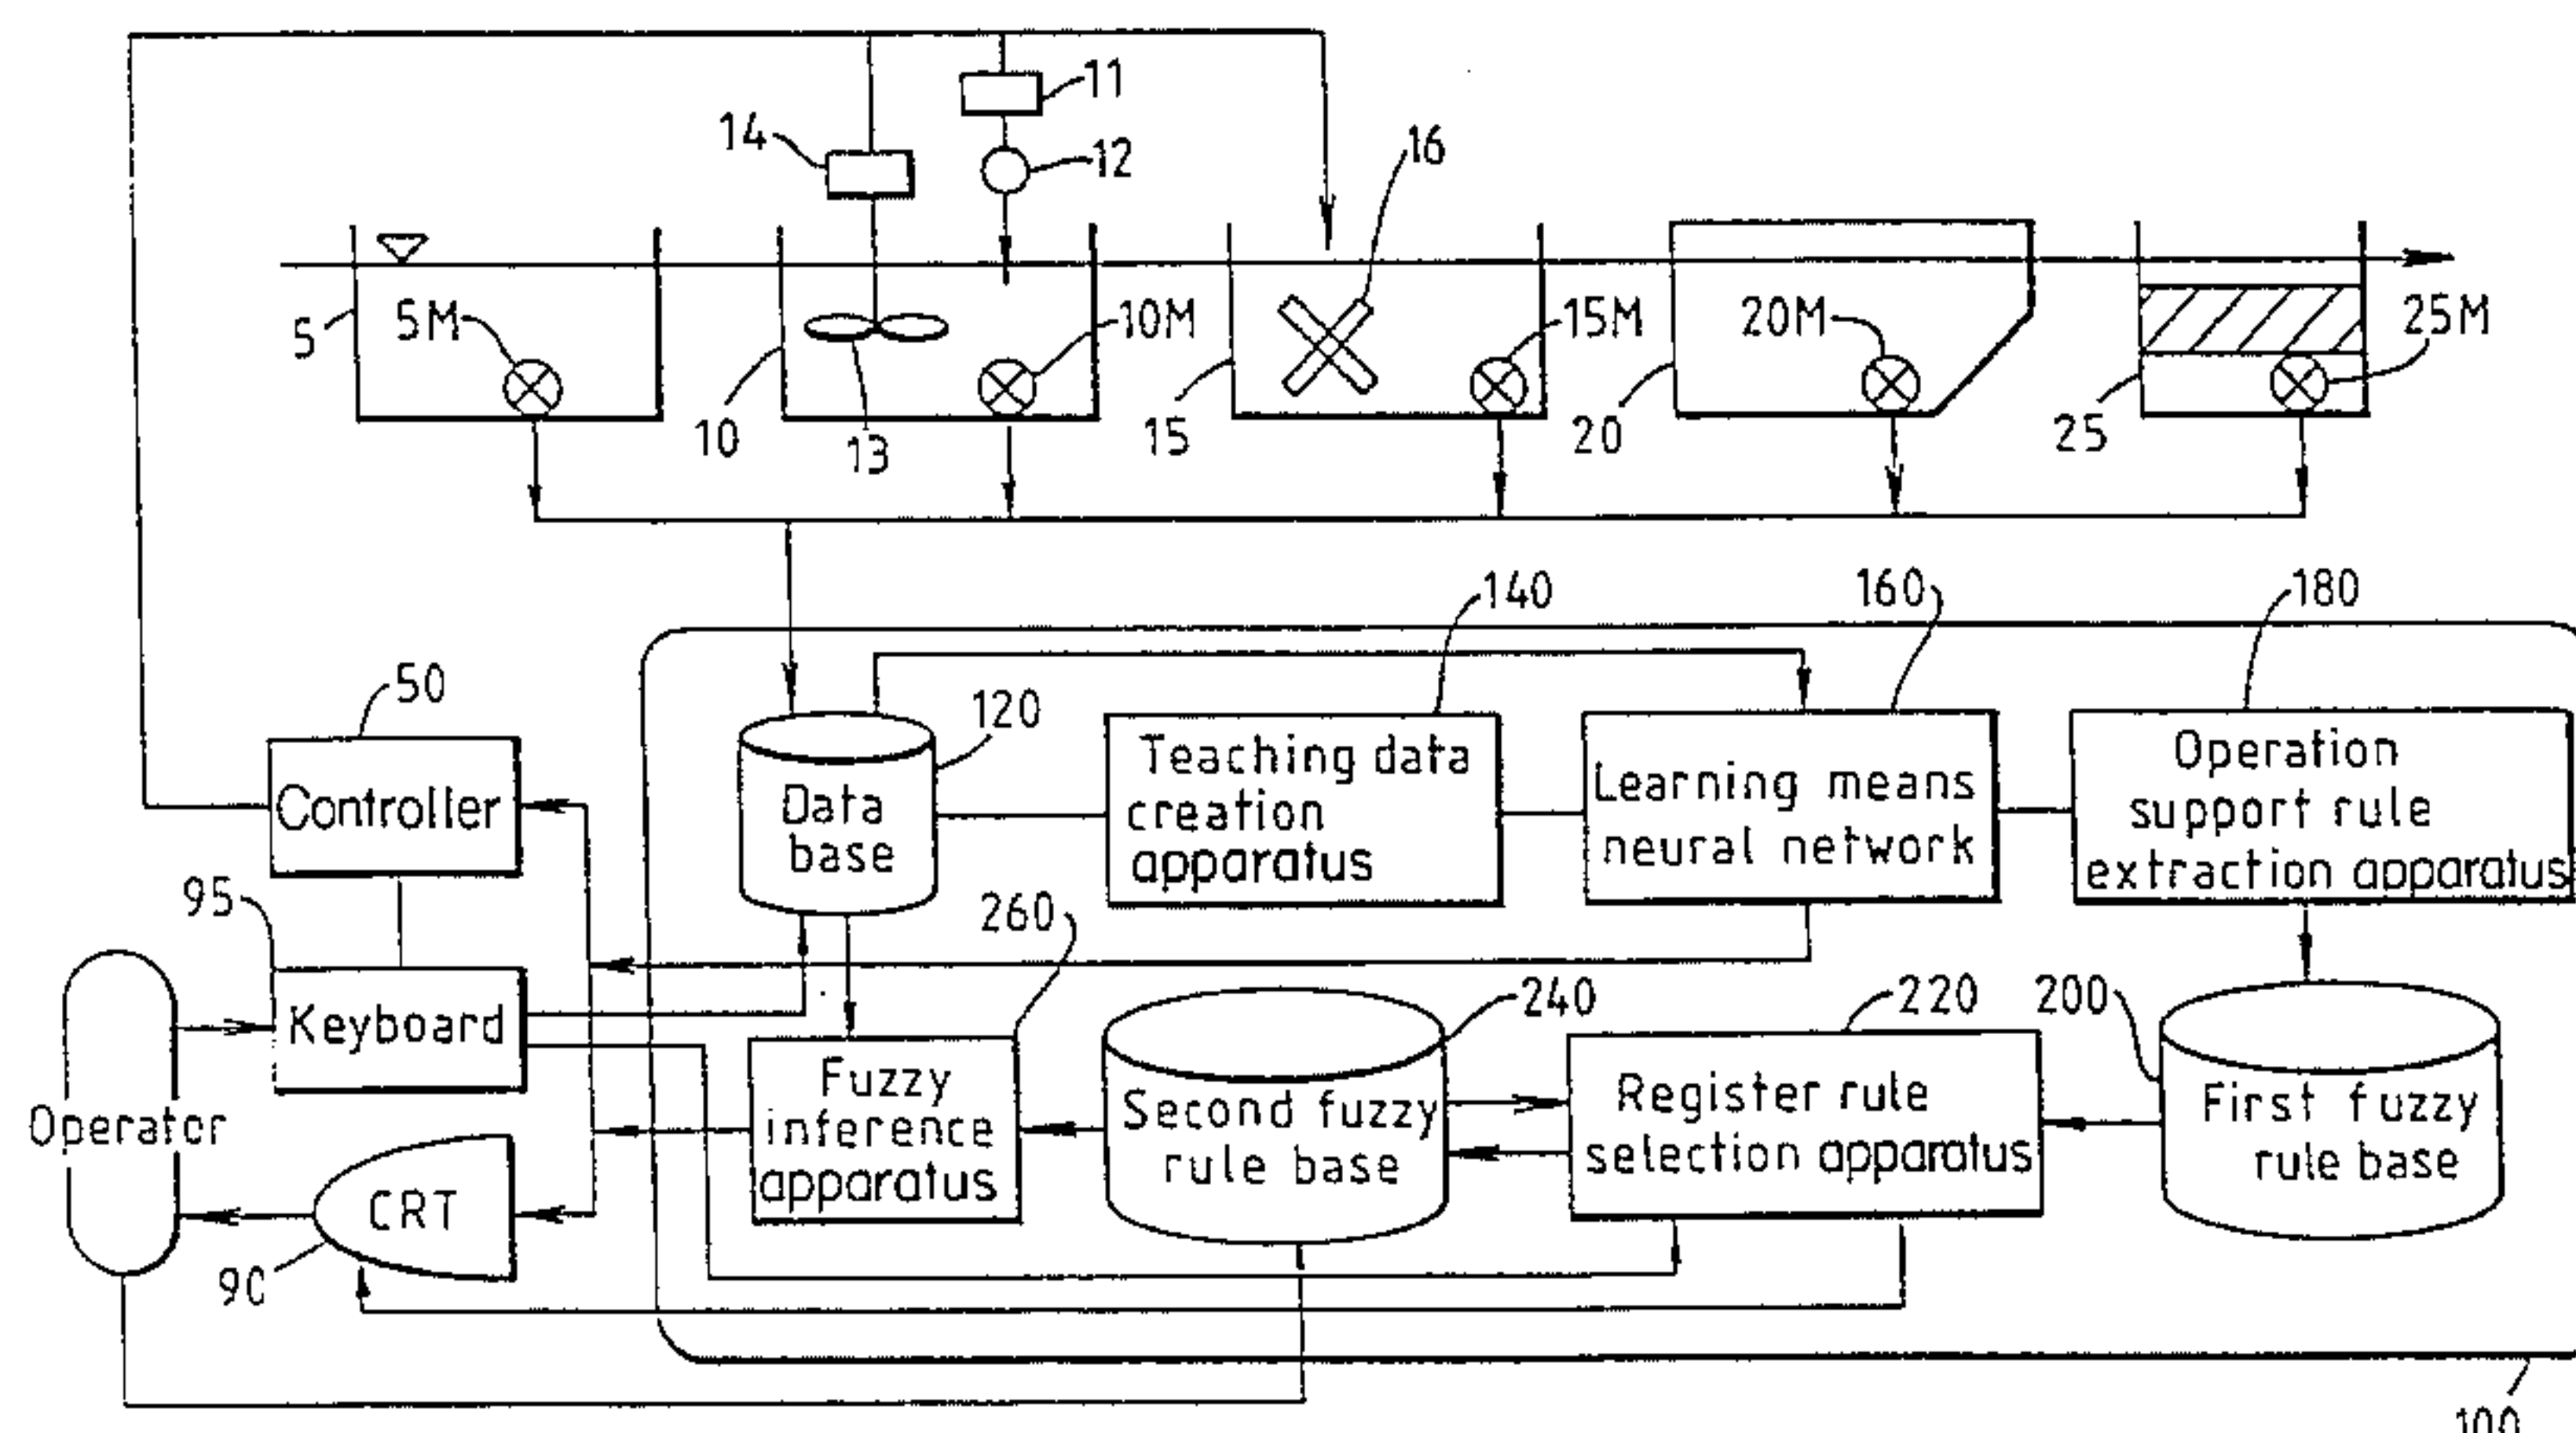 11
14
12
16
5
5M
10M
15M
20M
25M
10
13
15
20
25
140
160
180
50
120
Controller
Data
base
Teaching data
creation
apparatus
Learning means
neural network
Operation
support rule
extraction apparatus
95
260
Keyboard
240
220
200
Operator
Fuzzy
inference
apparatus
Second fuzzy
rule base
Register rule
selection apparatus
First fuzzy
rule base
CRT
90
100